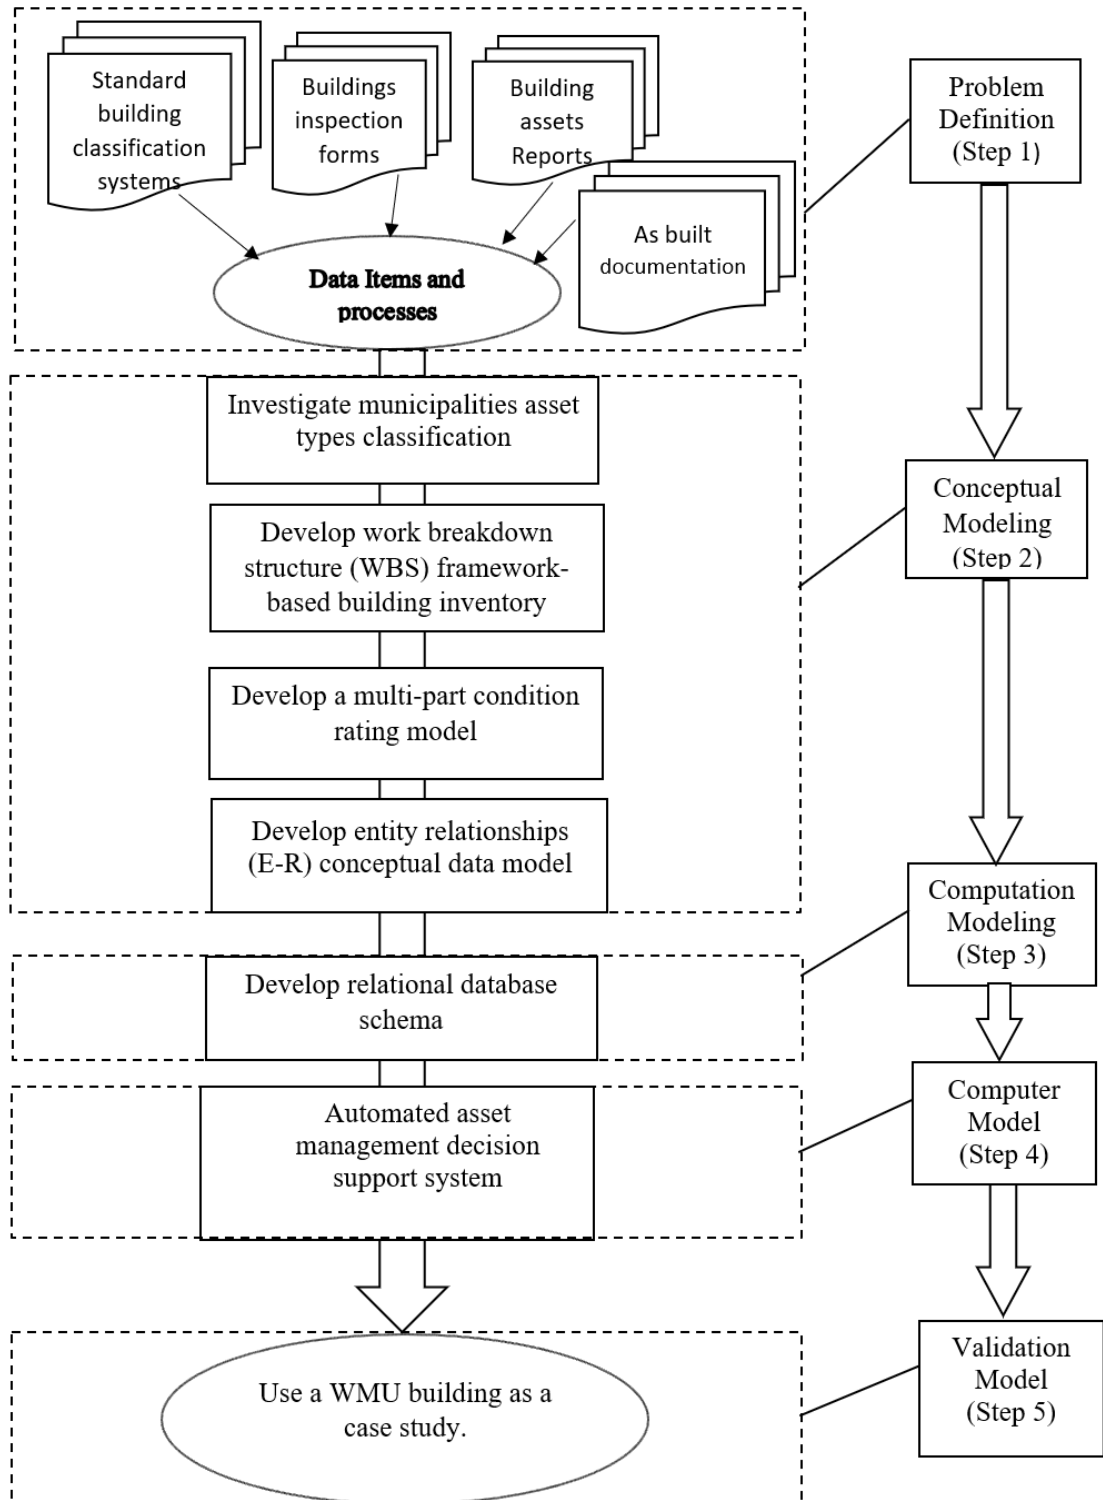 Standard
building
classification
systems
Buildings
inspection
forms
Building
assets
Reports
As built
documentation
Data Items and
processes
Problem
Definition
(Step 1)
Investigate municipalities asset
types classification
Develop work breakdown
structure (WBS) framework-
based building inventory
Develop a multi-part condition
rating model
Develop entity relationships
(E-R) conceptual data model
Conceptual
Modeling
(Step 2)
Develop relational database
schema
Computation
Modeling
(Step 3)
Automated asset
management decision
support system
Computer
Model
(Step 4)
Use a WMU building as a
case study.
Validation
Model
(Step 5)